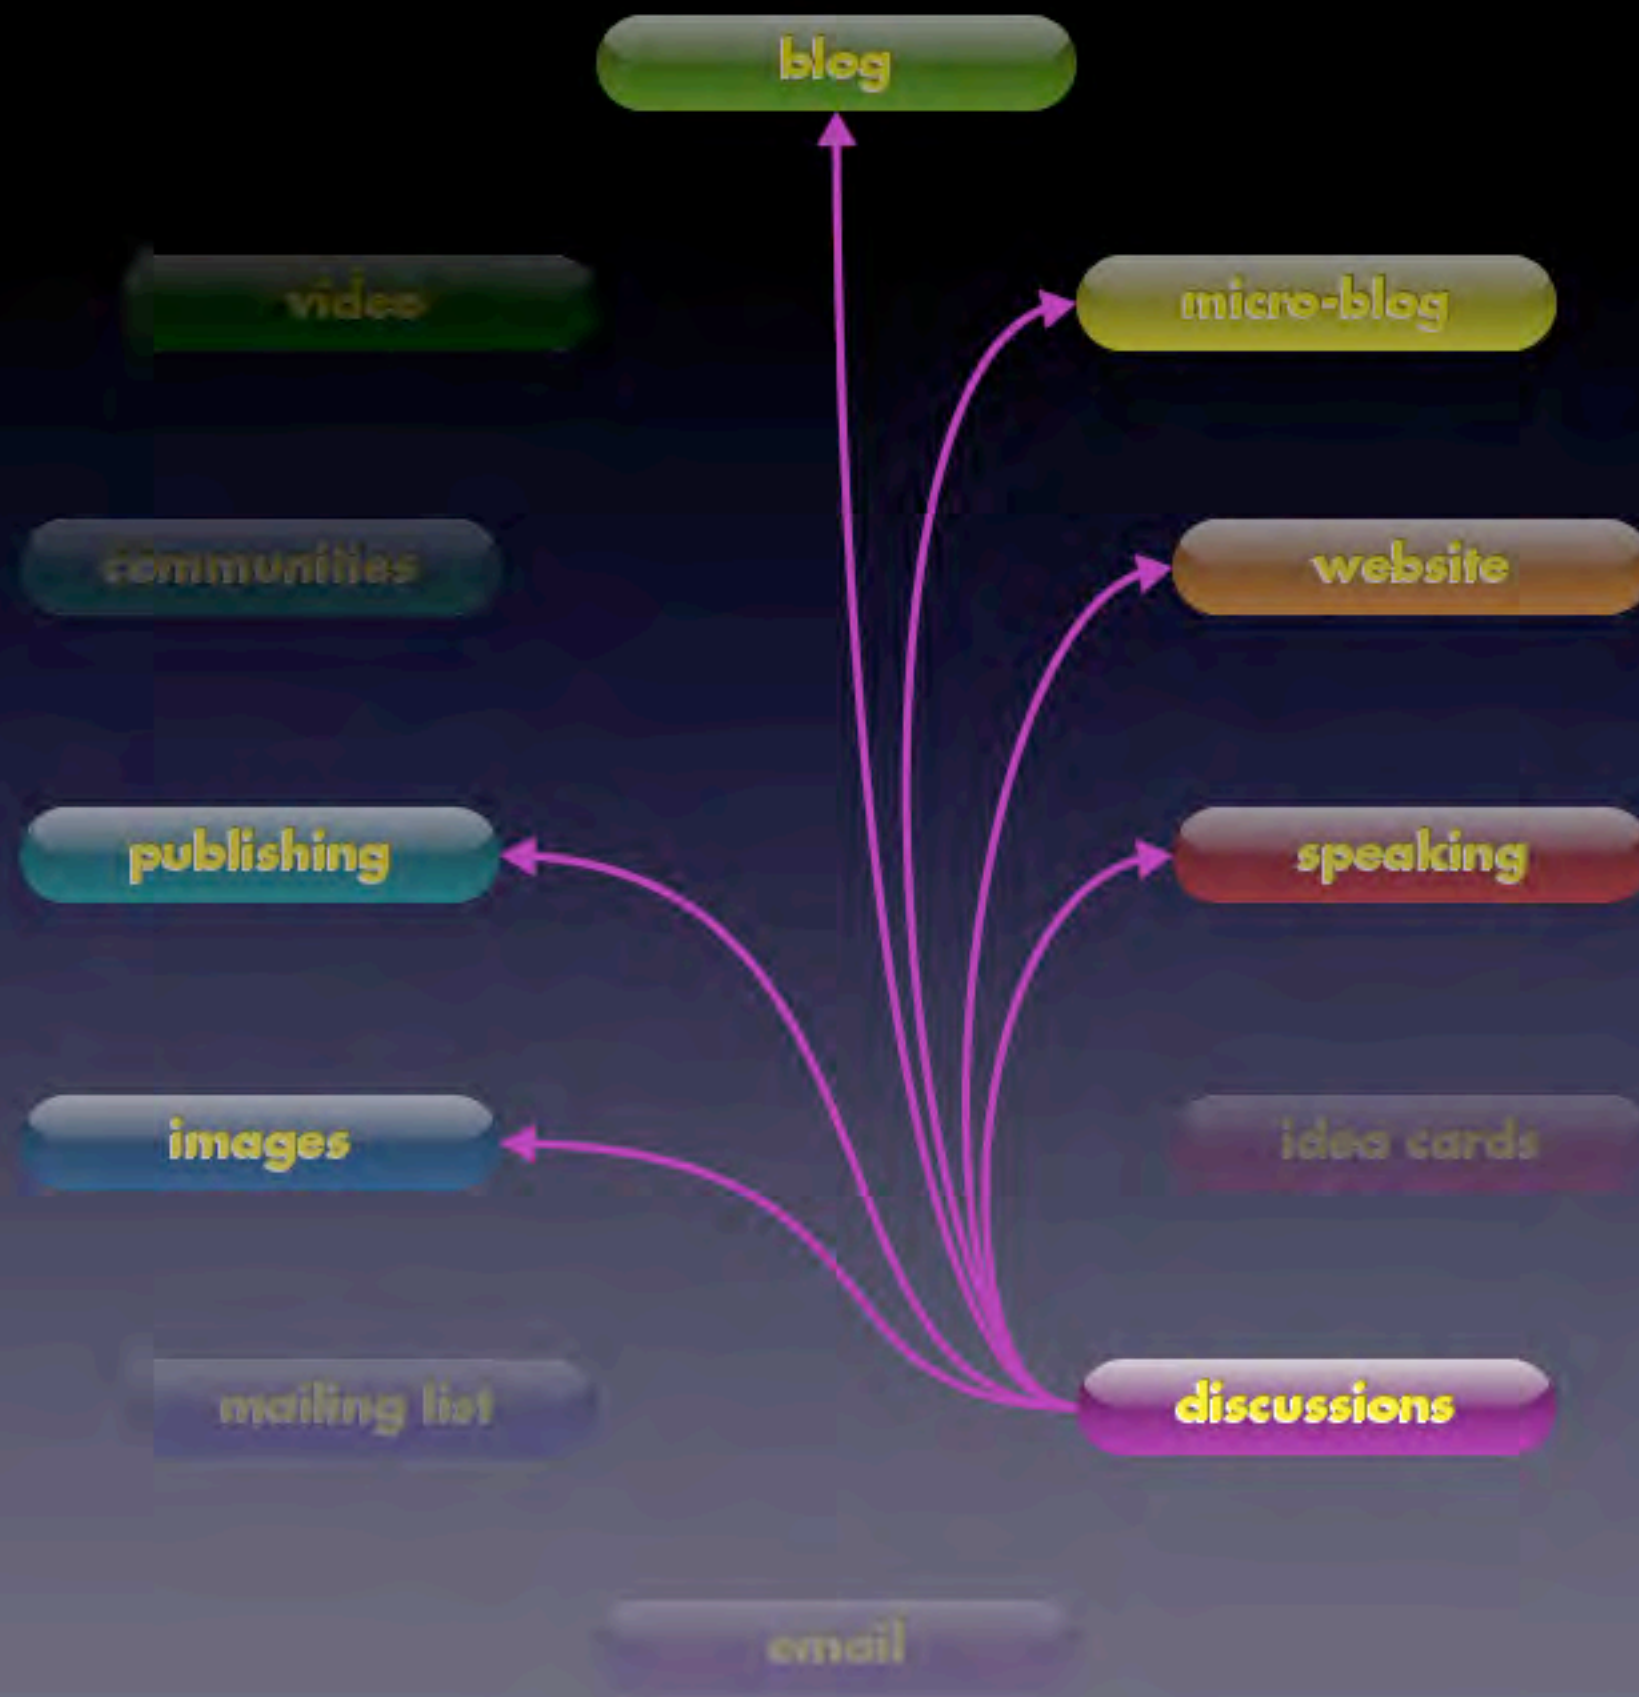 blog
video
micro-blog
communities
website
publishing
speaking
images
idea cards
mailing list
discussions
email